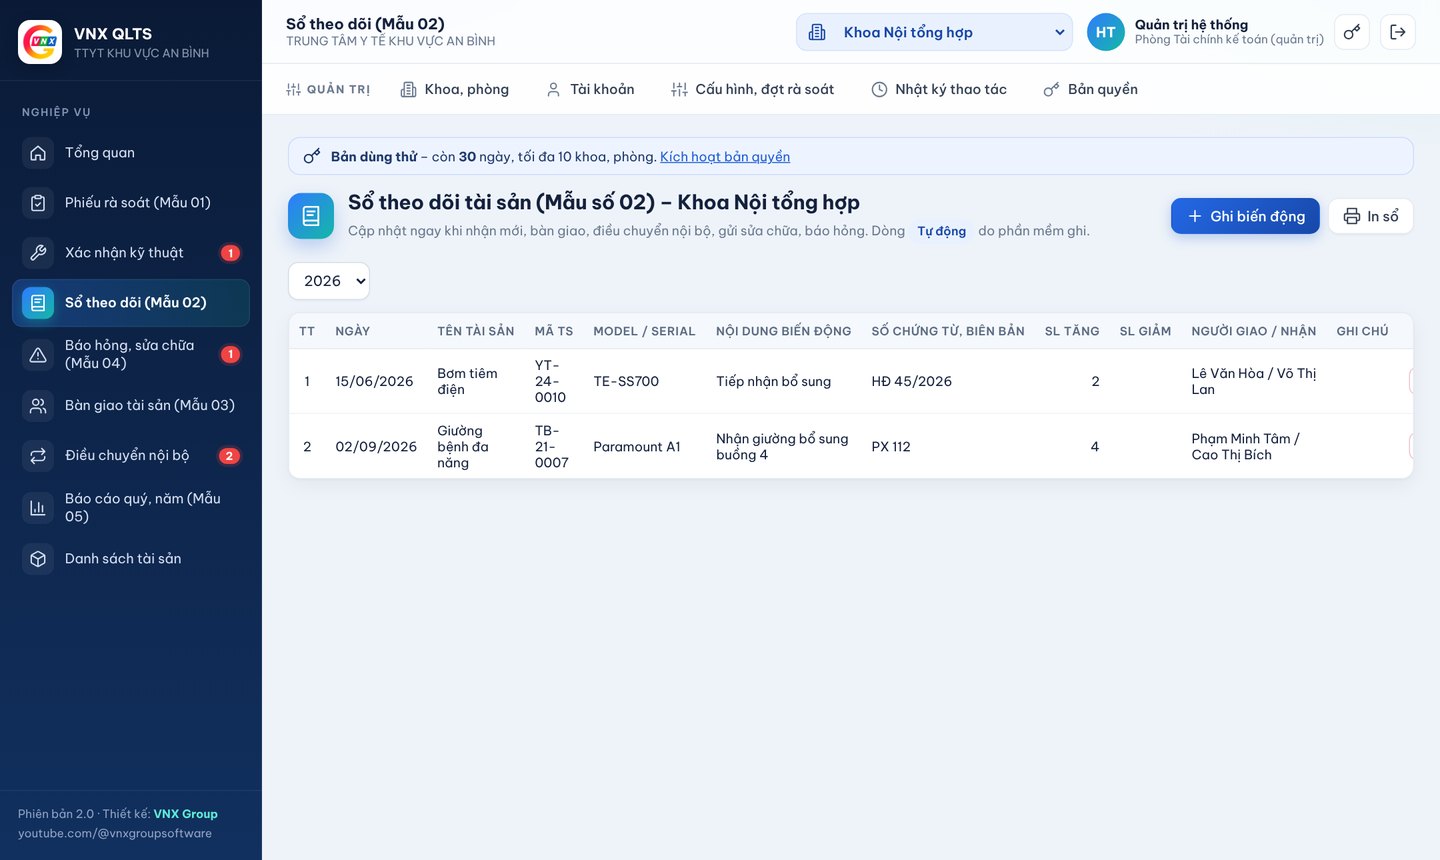 VNX QLTS
TTYT KHU VỰC AN BÌNH
NGHIỆP VỤ
Tổng quan
Phiếu rà soát (Mẫu 01)
Xác nhận kỹ thuật 1
Sổ theo dõi (Mẫu 02)
Báo hỏng, sửa chữa
(Mẫu 04) 1
Bàn giao tài sản (Mẫu 03)
Điều chuyển nội bộ 2
Báo cáo quý, năm (Mẫu
05)
Danh sách tài sản
Phiên bản 2.0 · Thiết kế: VNX Group
youtube.com/@vnxgroupsoftware
Sổ theo dõi (Mẫu 02)
TRUNG TÂM Y TẾ KHU VỰC AN BÌNH
Khoa Nội tổng hợp
HT
Quản trị hệ thống
Phòng Tài chính kế toán (quản trị)
QUẢN TRỊ Khoa, phòng Tài khoản Cấu hình, đợt rà soát Nhật ký thao tác Bản quyền
Bản dùng thử – còn 30 ngày, tối đa 10 khoa, phòng. Kích hoạt bản quyền
Sổ theo dõi tài sản (Mẫu số 02) – Khoa Nội tổng hợp
Cập nhật ngay khi nhận mới, bàn giao, điều chuyển nội bộ, gửi sửa chữa, báo hỏng. Dòng Tự động do phần mềm ghi.
Ghi biến động
In sổ
2026
TT NGÀY TÊN TÀI SẢN MÃ TS MODEL / SERIAL NỘI DUNG BIẾN ĐỘNG SỐ CHỨNG TỪ, BIÊN BẢN SL TĂNG SL GIẢM NGƯỜI GIAO / NHẬN GHI CHÚ
1 15/06/2026 Bơm tiêm
điện YT-
24-
0010 TE-SS700 Tiếp nhận bổ sung HĐ 45/2026 2 Lê Văn Hòa / Võ Thị
Lan
2 02/09/2026 Giường
bệnh đa
năng TB-
21-
0007 Paramount A1 Nhận giường bổ sung
buồng 4 PX 112 4 Phạm Minh Tâm /
Cao Thị Bích